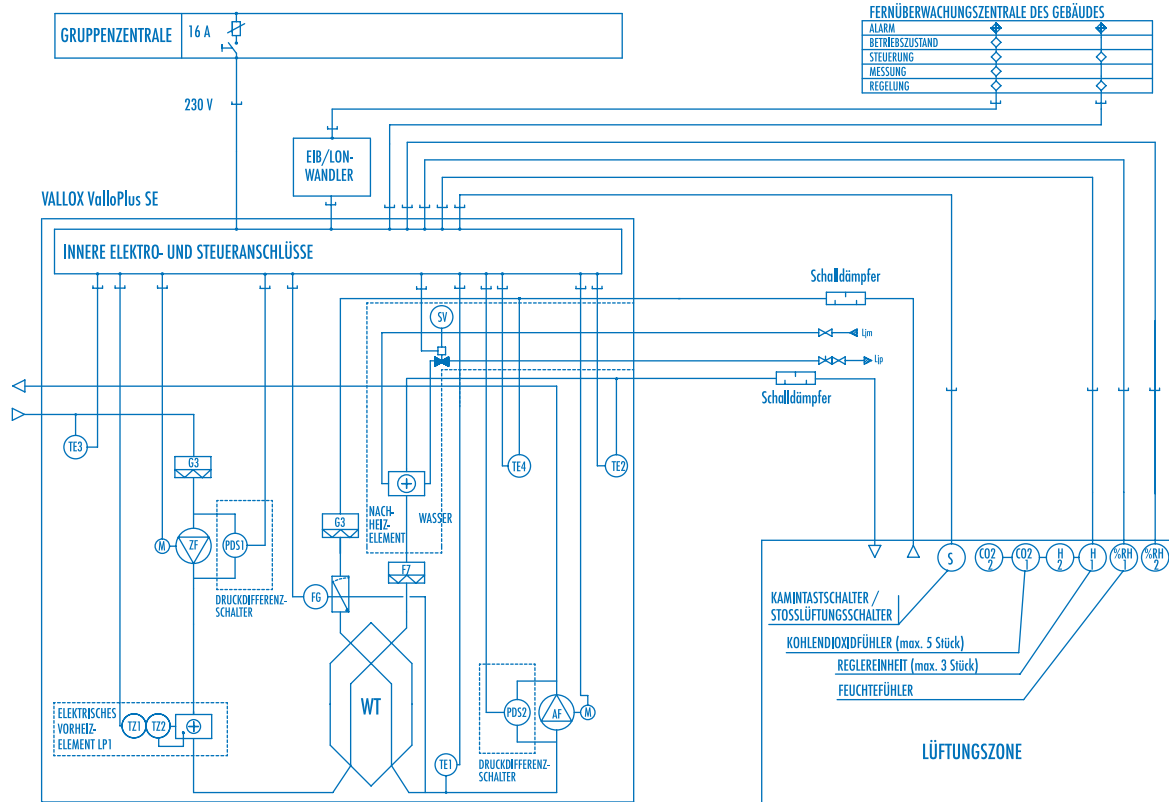 FERNÜBERWACHUNGSZENTRALE DES GEBÄUDES
ALARM
BETRIEBSZUSTAND
STEUERUNG
MESSUNG
REGELUNG
GRUPPENZENTRALE
16 A
230 V
EIB/LON-
WANDLER
VALLOX ValloPlus SE
INNERE ELEKTRO- UND STEUERANSCHLÜSSE
Schalldämpfer
SV
Ljm
Ljp
Schalldämpfer
TE3
G3
TE4
TE2
G3
NACH-
HEIZ-
ELEMENT
WASSER
M
ZF
PDS1
F7
DRUCKDIFFERENZ-
SCHALTER
FG
S
CO2
2
CO2
1
H
2
H
1
%RH
1
%RH
2
KAMINTASTSCHALTER /
STOSSLÜFTUNGSSCHALTER
KOHLENDIOXIDFÜHLER (max. 5 Stück)
REGLEREINHEIT (max. 3 Stück)
FEUCHTEFÜHLER
WT
PDS2
AF
M
ELEKTRISCHES
VORHEIZ-
ELEMENT LP1
TZ1
TZ2
TE1
DRUCKDIFFERENZ-
SCHALTER
LÜFTUNGSZONE